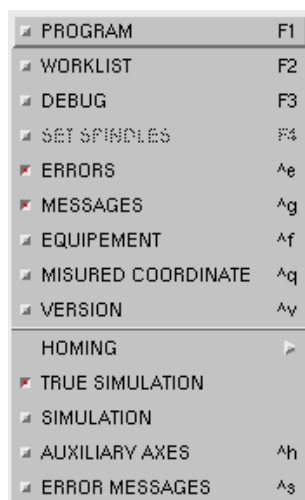 PROGRAM F1
WORKLIST F2
DEBUG F3
SET SPINDLES F4
ERRORS ^e
MESSAGES ^g
EQUIPEMENT ^f
MISURED COORDINATE ^q
VERSION ^v
HOMING
TRUE SIMULATION
SIMULATION
AUXILIARY AXES ^h
ERROR MESSAGES ^s